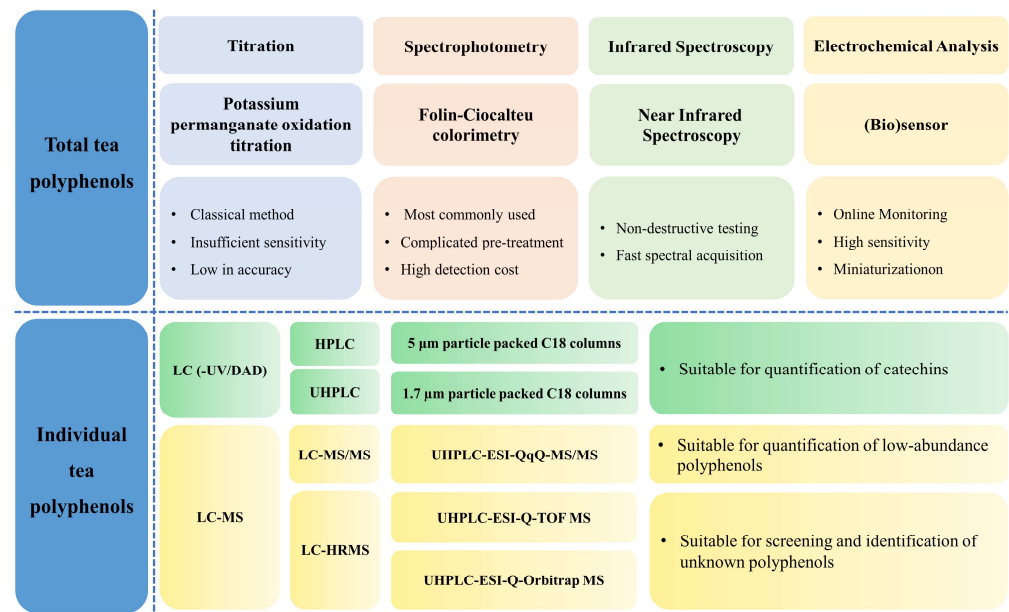 Total tea
polyphenols
Titration
Spectrophotometry
Infrared Spectroscopy
Electrochemical Analysis
Potassium
permanganate oxidation
titration
Folin-Ciocalteu
colorimetry
Near Infrared
Spectroscopy
(Bio)sensor
• Classical method
• Insufficient sensitivity
• Low in accuracy
• Most commonly used
• Complicated pre-treatment
• High detection cost
• Non-destructive testing
• Fast spectral acquisition
• Online Monitoring
• High sensitivity
• Miniaturizationon
Individual
tea
polyphenols
LC (-UV/DAD)
HPLC
5 μm particle packed C18 columns
UHPLC
1.7 μm particle packed C18 columns
• Suitable for quantification of catechins
LC-MS
LC-MS/MS
UHPLC-ESI-QqQ-MS/MS
• Suitable for quantification of low-abundance
polyphenols
LC-HRMS
UHPLC-ESI-Q-TOF MS
UHPLC-ESI-Q-Orbitrap MS
• Suitable for screening and identification of
unknown polyphenols